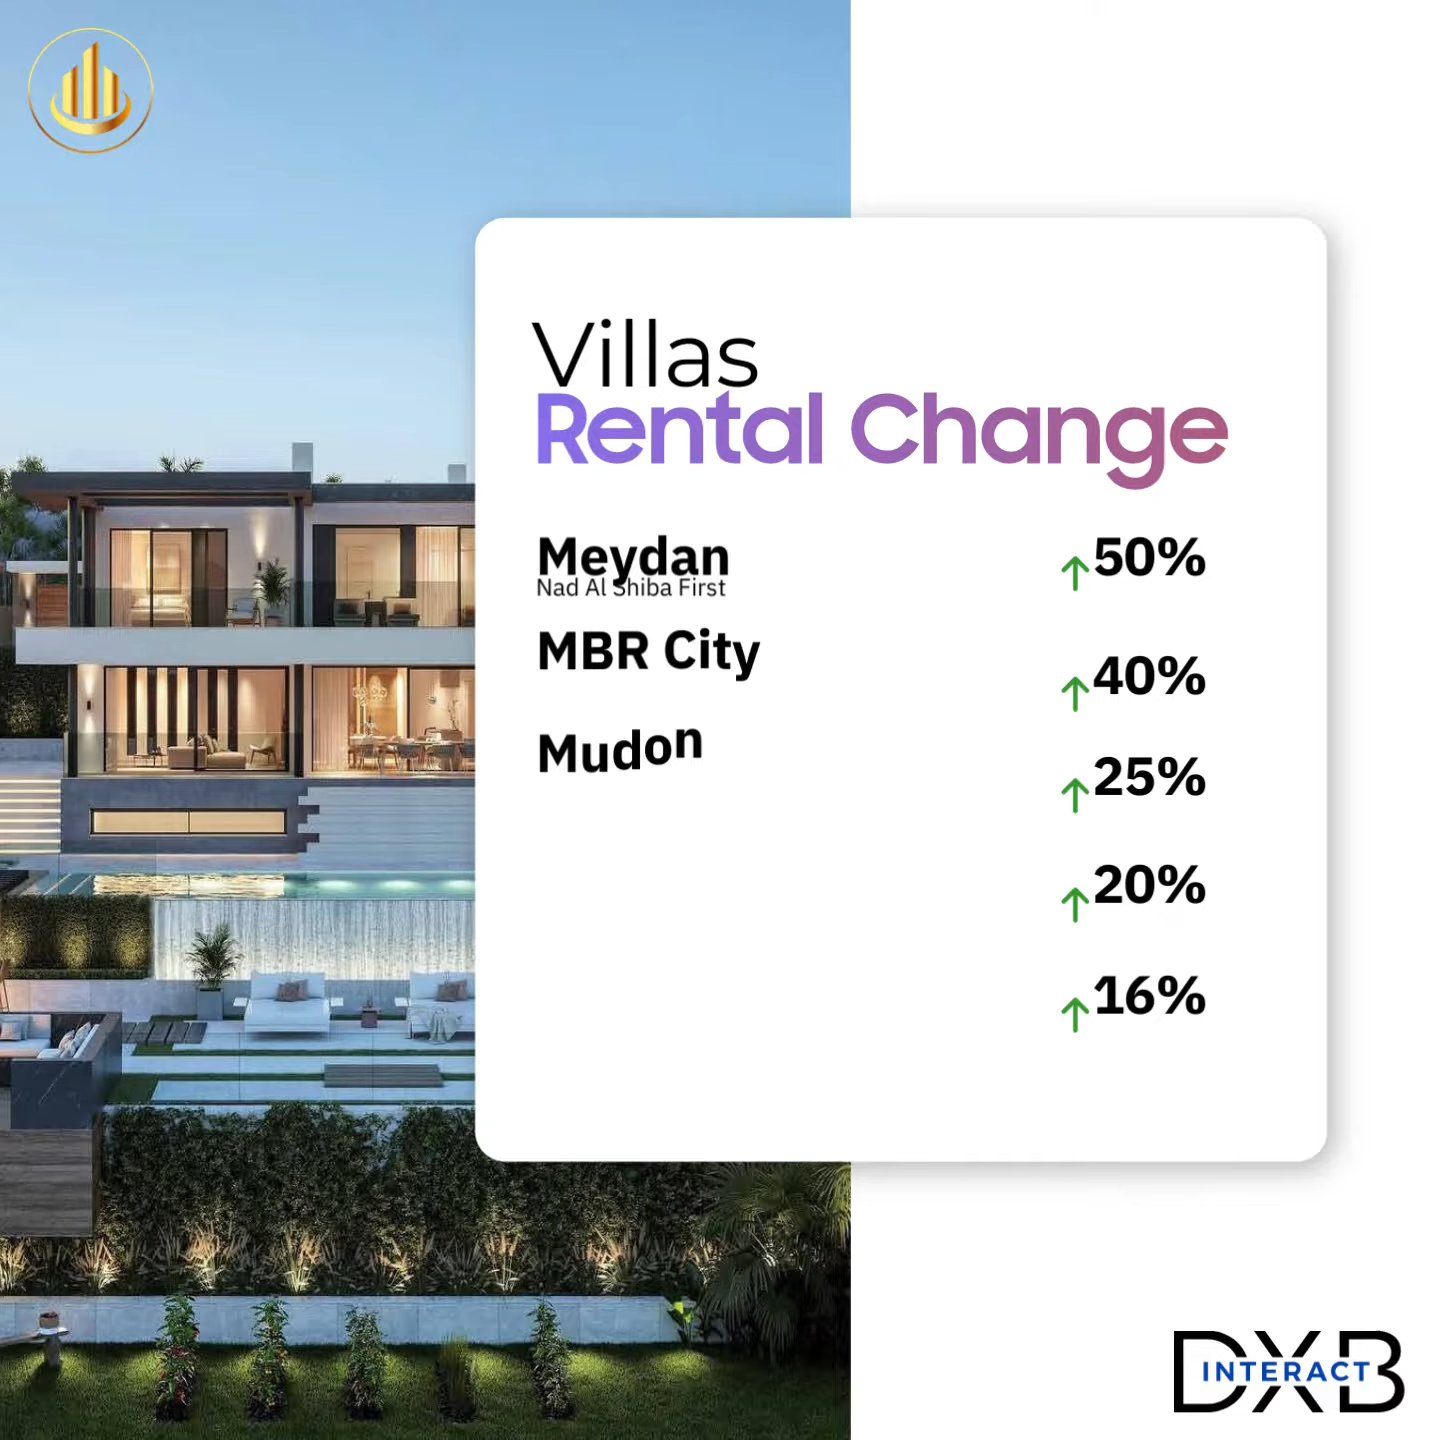 Villas
Rental Change
Meydan ↑50%
Nad Al Shiba First
MBR City ↑40%
Mudon ↑25%
↑20%
↑16%
DXB
INTERACT